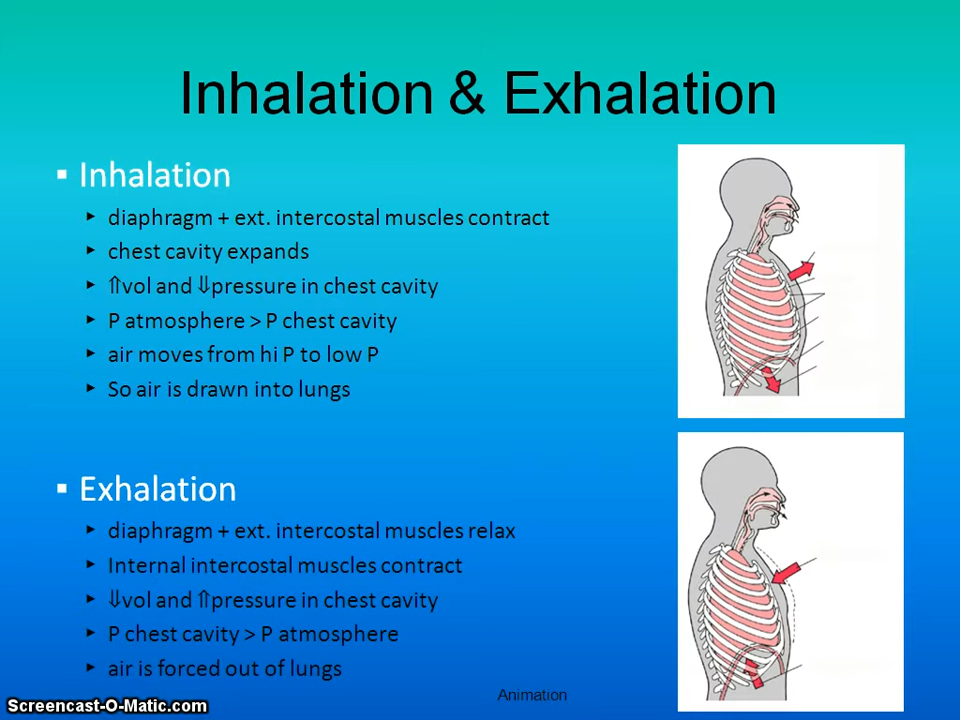 Inhalation & Exhalation
▪ Inhalation
‣ diaphragm + ext. intercostal muscles contract
‣ chest cavity expands
‣ ⇑vol and ⇓pressure in chest cavity
‣ P atmosphere > P chest cavity
‣ air moves from hi P to low P
‣ So air is drawn into lungs
▪ Exhalation
‣ diaphragm + ext. intercostal muscles relax
‣ Internal intercostal muscles contract
‣ ⇓vol and ⇑pressure in chest cavity
‣ P chest cavity > P atmosphere
‣ air is forced out of lungs
Animation
Screencast-O-Matic.com